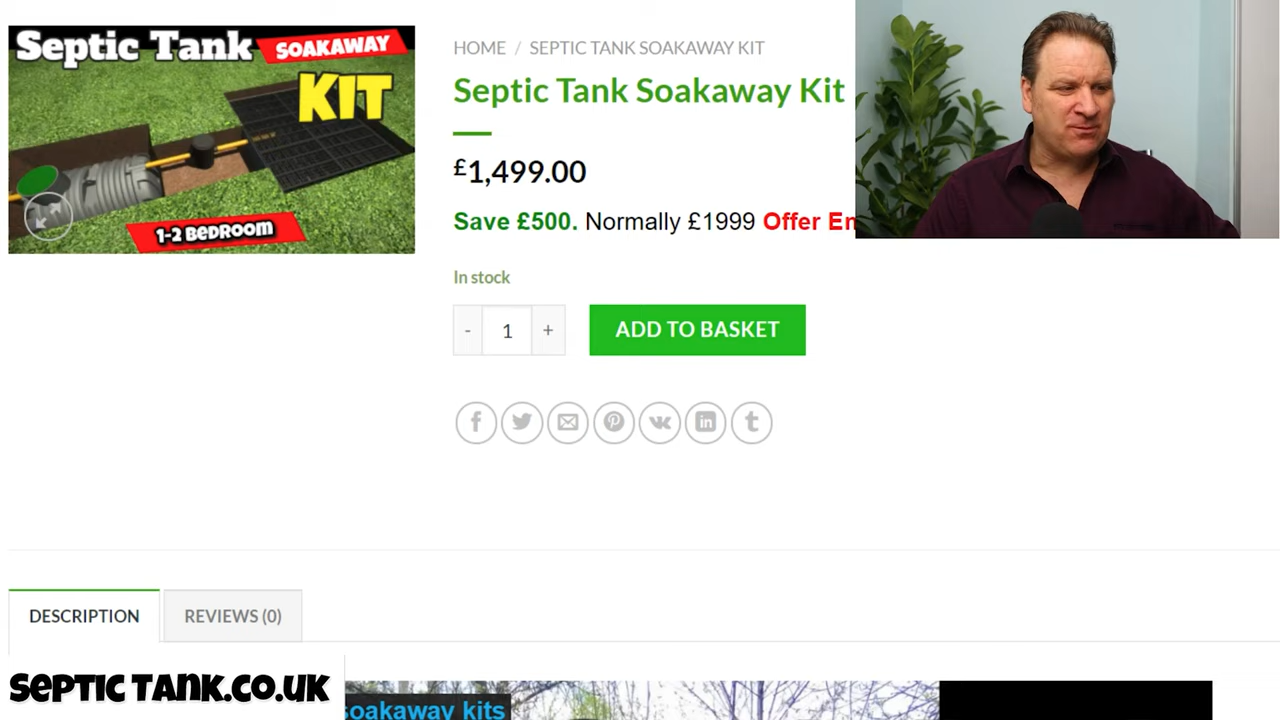 Septic Tank
SOAKAWAY
KIT
1-2 BEDROOM
HOME / SEPTIC TANK SOAKAWAY KIT
Septic Tank Soakaway Kit
£1,499.00
Save £500. Normally £1999 Offer En
In stock
- 1 +
ADD TO BASKET
DESCRIPTION
REVIEWS (0)
SEPTIC TANK.CO.UK
soakaway kits